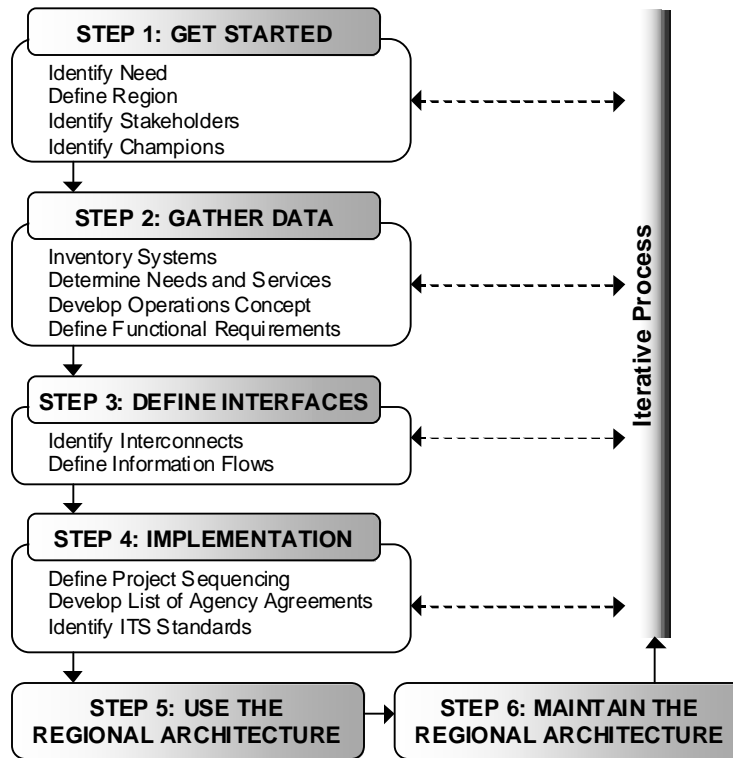 STEP 1: GET STARTED
Identify Need
Define Region
Identify Stakeholders
Identify Champions
STEP 2: GATHER DATA
Inventory Systems
Determine Needs and Services
Develop Operations Concept
Define Functional Requirements
STEP 3: DEFINE INTERFACES
Identify Interconnects
Define Information Flows
STEP 4: IMPLEMENTATION
Define Project Sequencing
Develop List of Agency Agreements
Identify ITS Standards
STEP 5: USE THE
REGIONAL ARCHITECTURE
STEP 6: MAINTAIN THE
REGIONAL ARCHITECTURE
Iterative Process